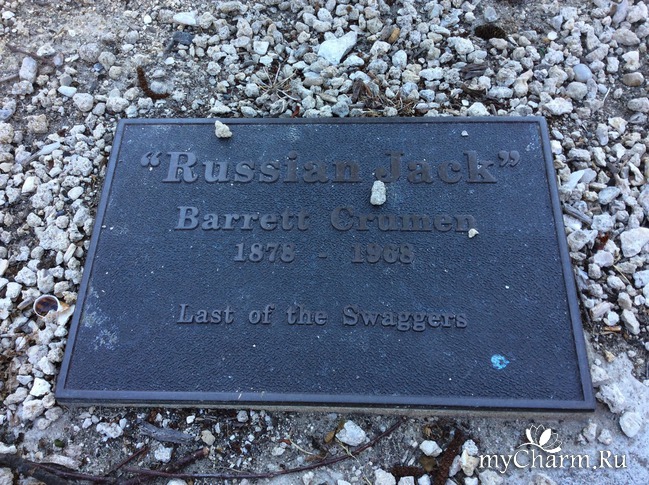 “Russian Jack”
Barrett Crumen
1878 - 1968
Last of the Swaggers
myCharm.Ru